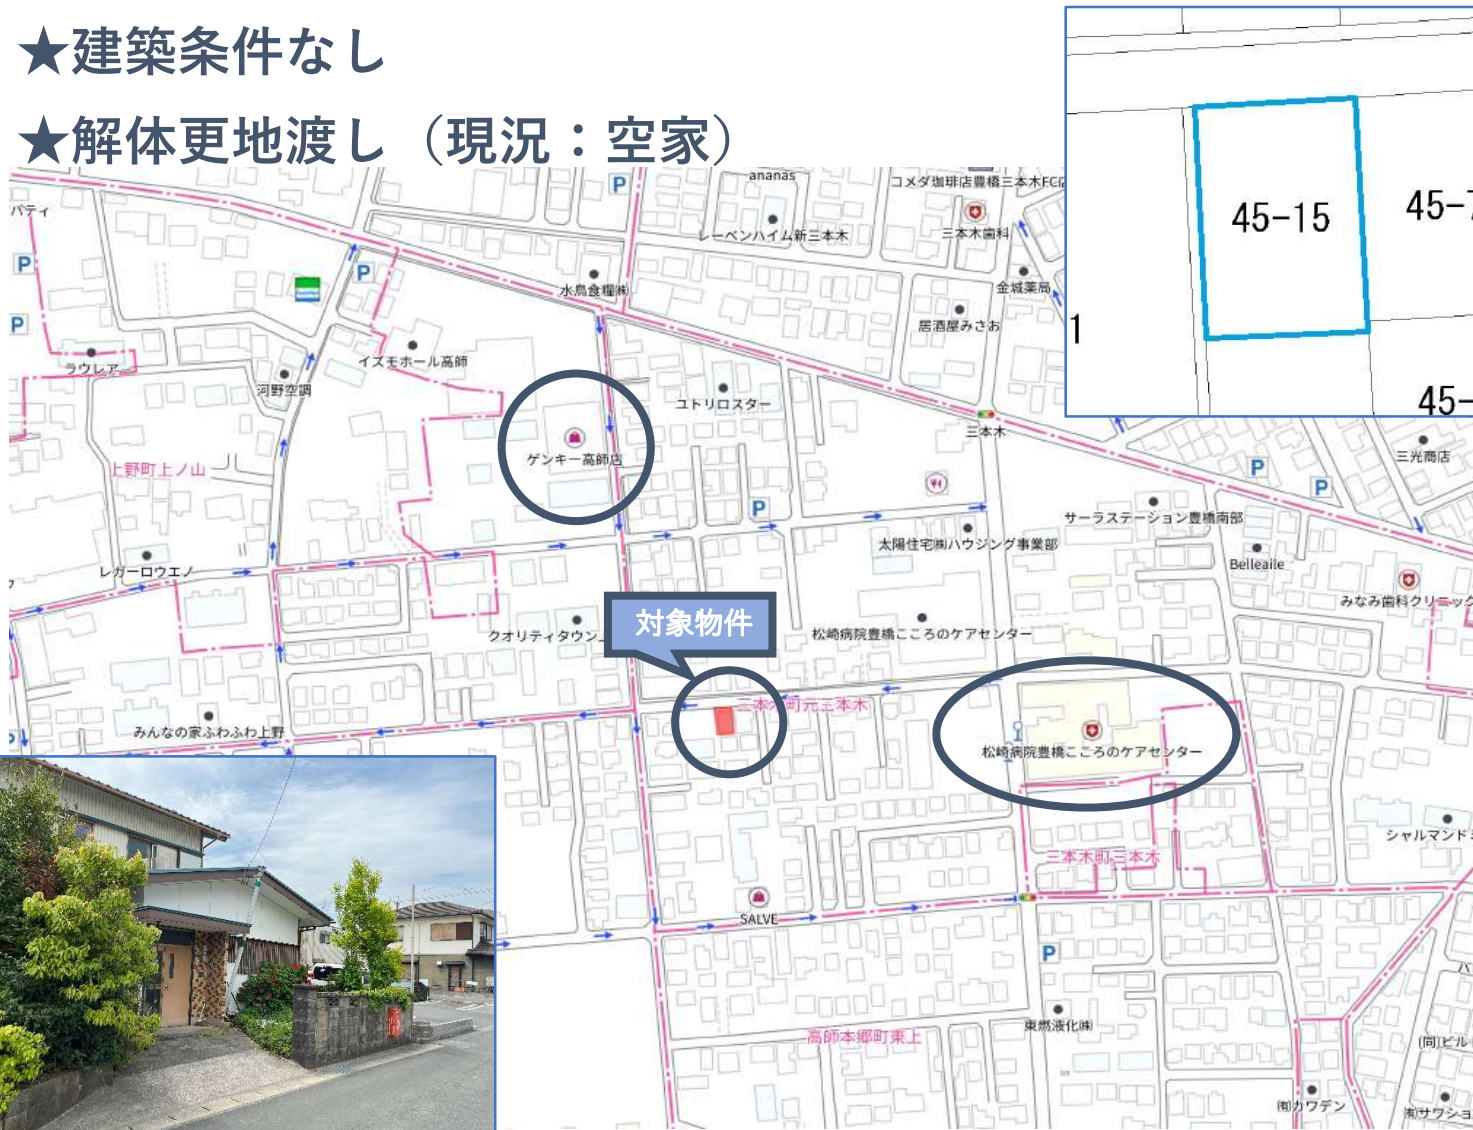 ★建築条件なし
★解体更地渡し（現況：空家）
45-15
45-7
1
45-
ananas
コメダ珈琲店豊橋三本木FC店
P
パティ
レーベンハイム新三本木
三本木歯科
P
P
水鳥食糧㈱
金城薬局
居酒屋みさお
P
ラウレア
イズモホール高師
河野空調
ユトリロスター
三本木
ゲンキー高師店
上野町上ノ山
三光商店
P
P
P
サーラステーション豊橋南部
太陽住宅㈱ハウジング事業部
Belleaile
レガーロウエノ
みなみ歯科クリニック
対象物件
クオリティタウン上
松崎病院豊橋こころのケアセンター
三本木町元三本木
みんなの家ふわふわ上野
P
松崎病院豊橋こころのケアセンター
シャルマンドミ
三本木町三本木
SALVE
P
東燃液化㈱
高師本郷町東上
㈲カワデン
㈲サワショ
(同)ビル